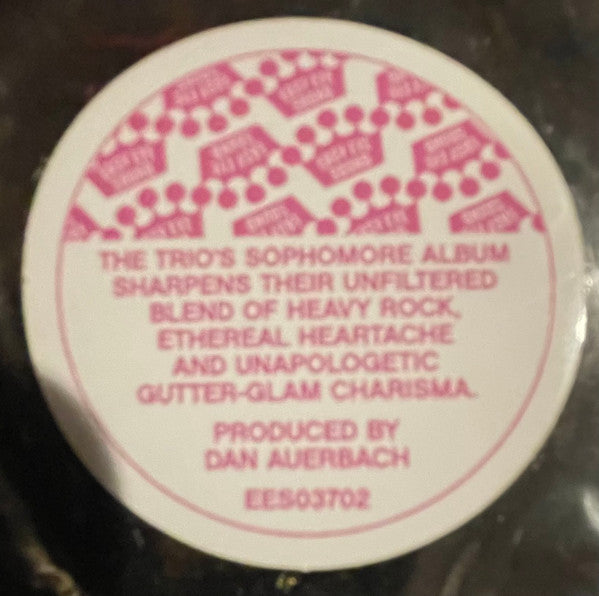 THE TRIO'S SOPHOMORE ALBUM
SHARPENS THEIR UNFILTERED
BLEND OF HEAVY ROCK,
ETHEREAL HEARTACHE
AND UNAPOLOGETIC
GUTTER-GLAM CHARISMA.
PRODUCED BY
DAN AUERBACH
EES03702